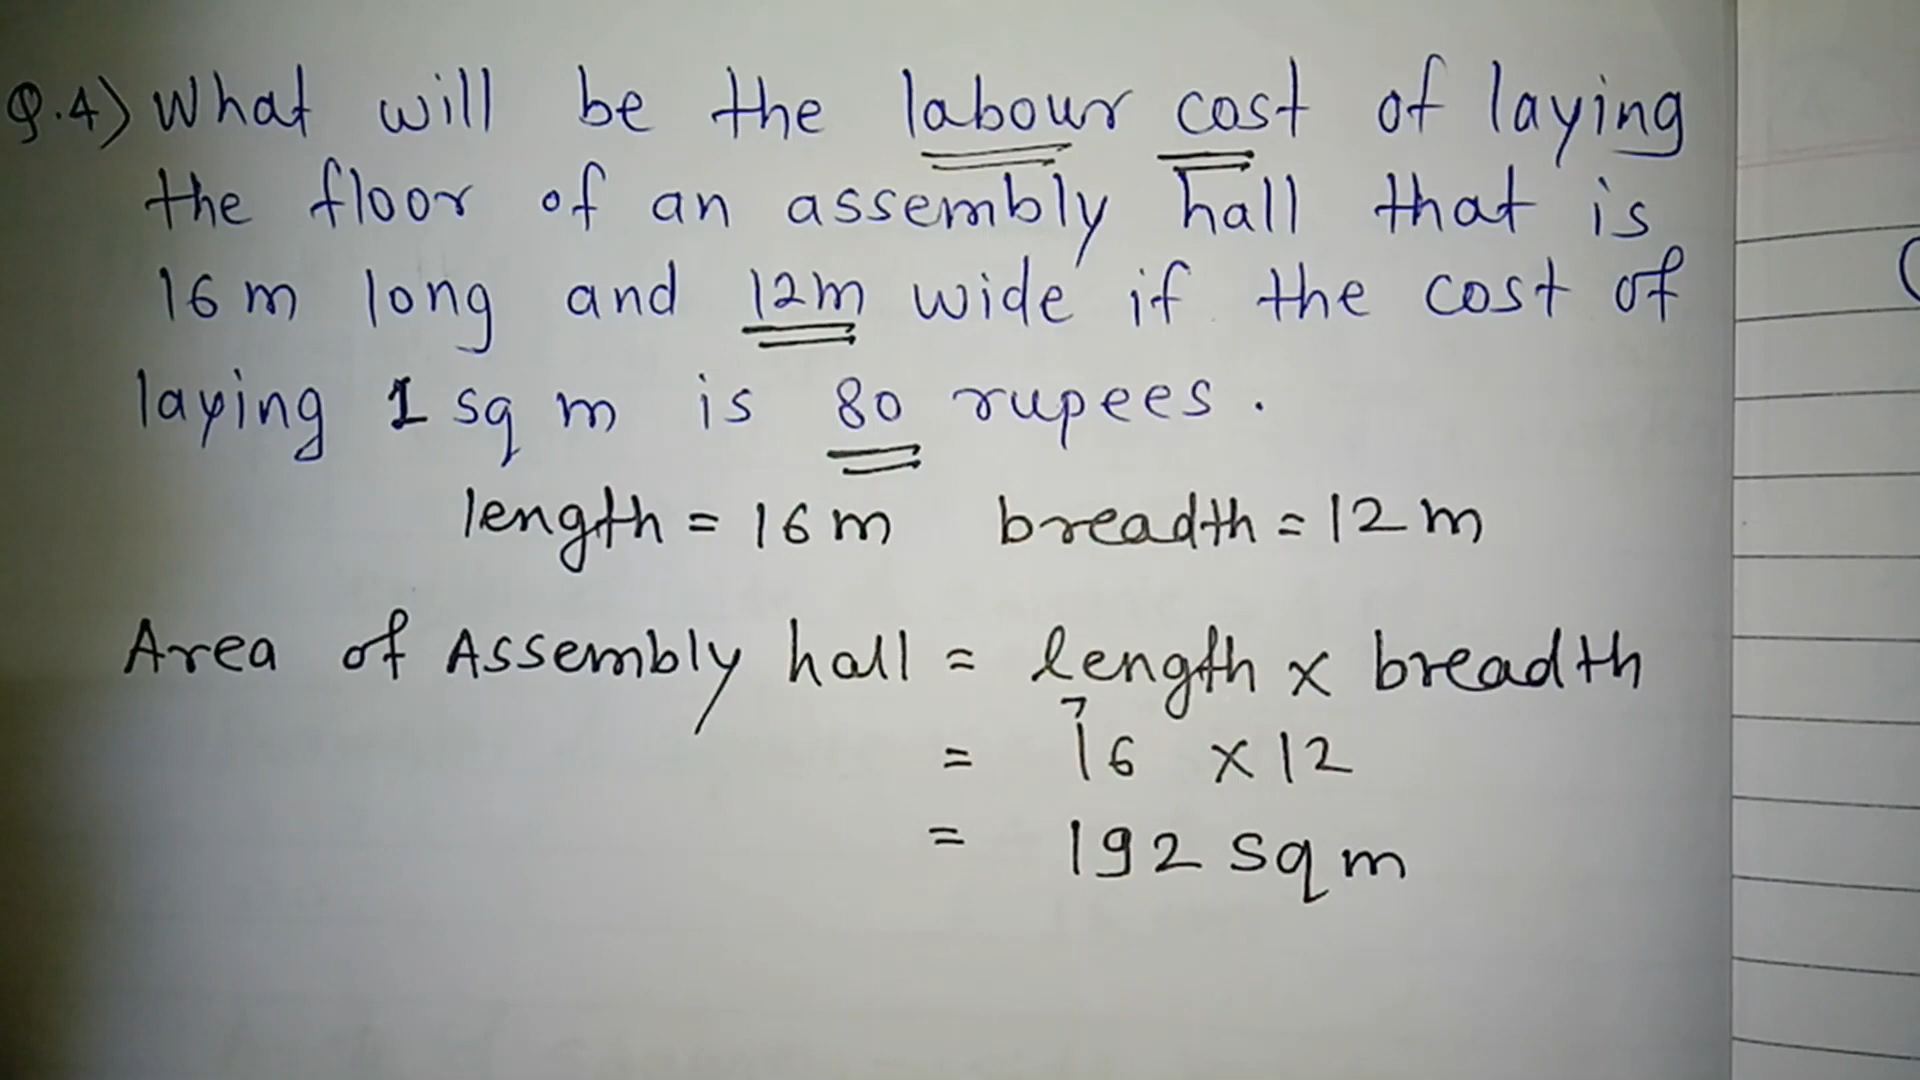 Q.4) What will be the labour cost of laying
the floor of an assembly hall that is
16 m long and 12m wide if the cost of
laying 1 sq m is 80 rupees.
length = 16 m breadth = 12 m
Area of Assembly hall = length x breadth
= 16 x 12
= 192 sq m